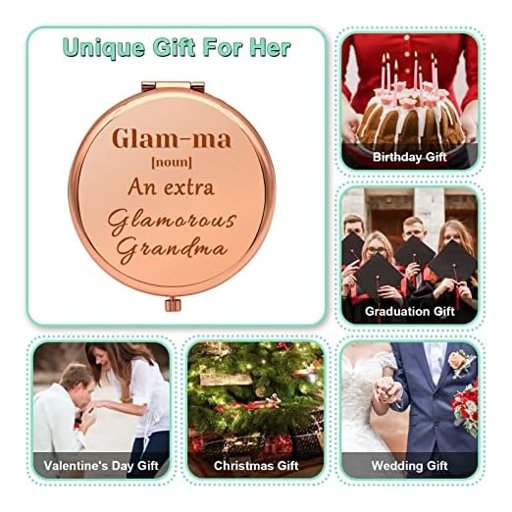 Unique Gift For Her
Glam-ma
[noun]
An extra
Glamorous
Grandma
Birthday Gift
Graduation Gift
Valentine's Day Gift
Christmas Gift
Wedding Gift